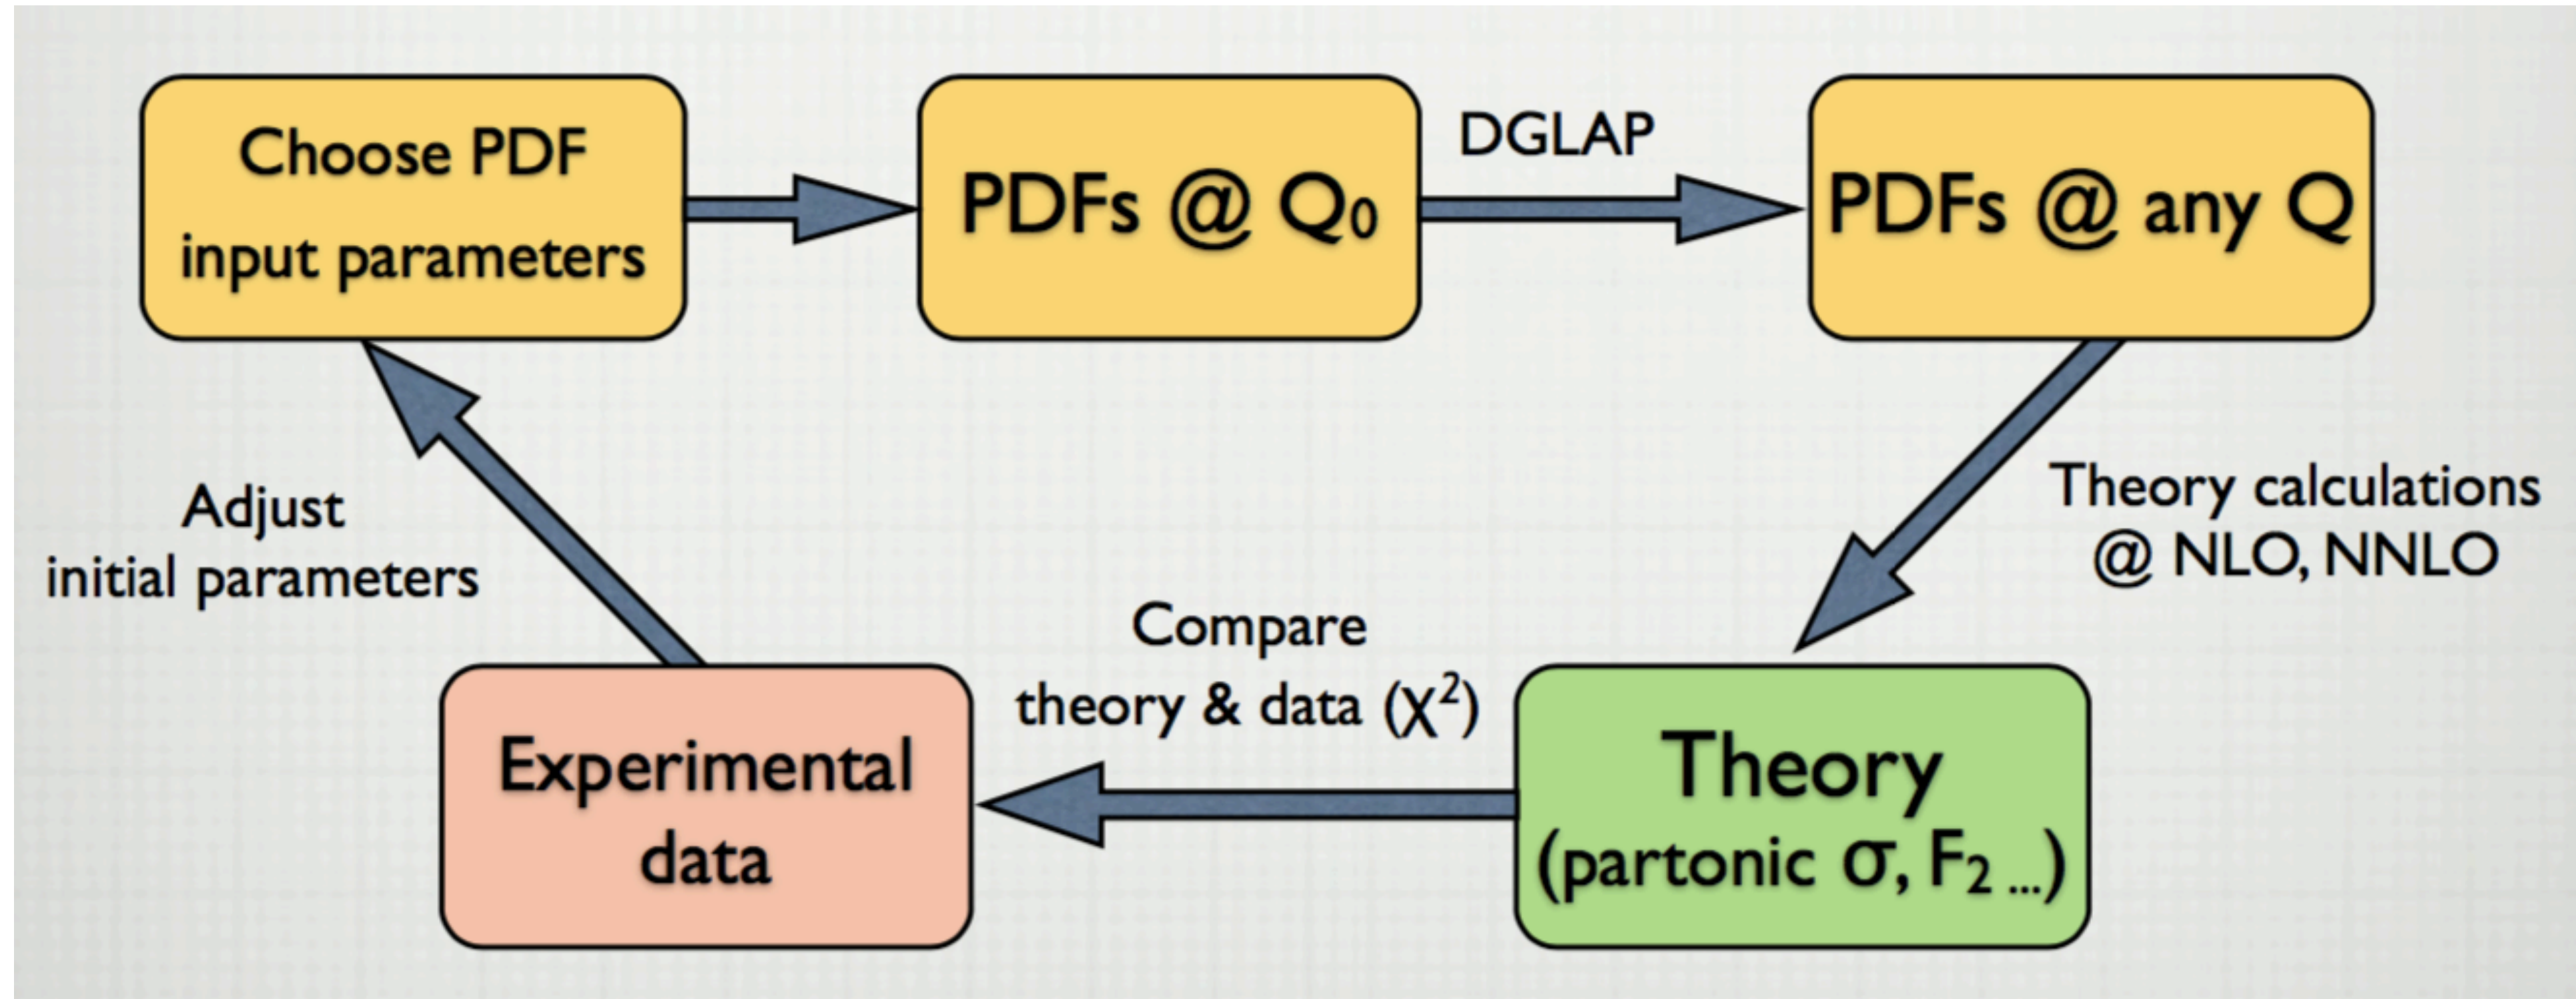 Choose PDF
input parameters
PDFs @ Q₀
DGLAP
PDFs @ any Q
Adjust
initial parameters
Theory calculations
@ NLO, NNLO
Compare
theory & data (χ²)
Experimental
data
Theory
(partonic σ, F₂ ...)